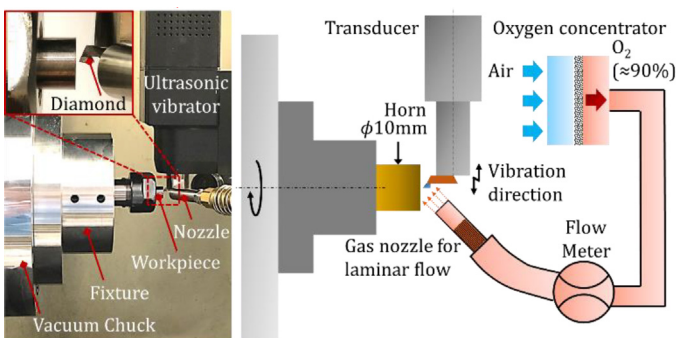 Diamond
Ultrasonic
vibrator
Nozzle
Workpiece
Fixture
Vacuum Chuck
Transducer
Oxygen concentrator
O₂
(≈90%)
Air
Horn
ϕ10mm
Vibration
direction
Gas nozzle for
laminar flow
Flow
Meter